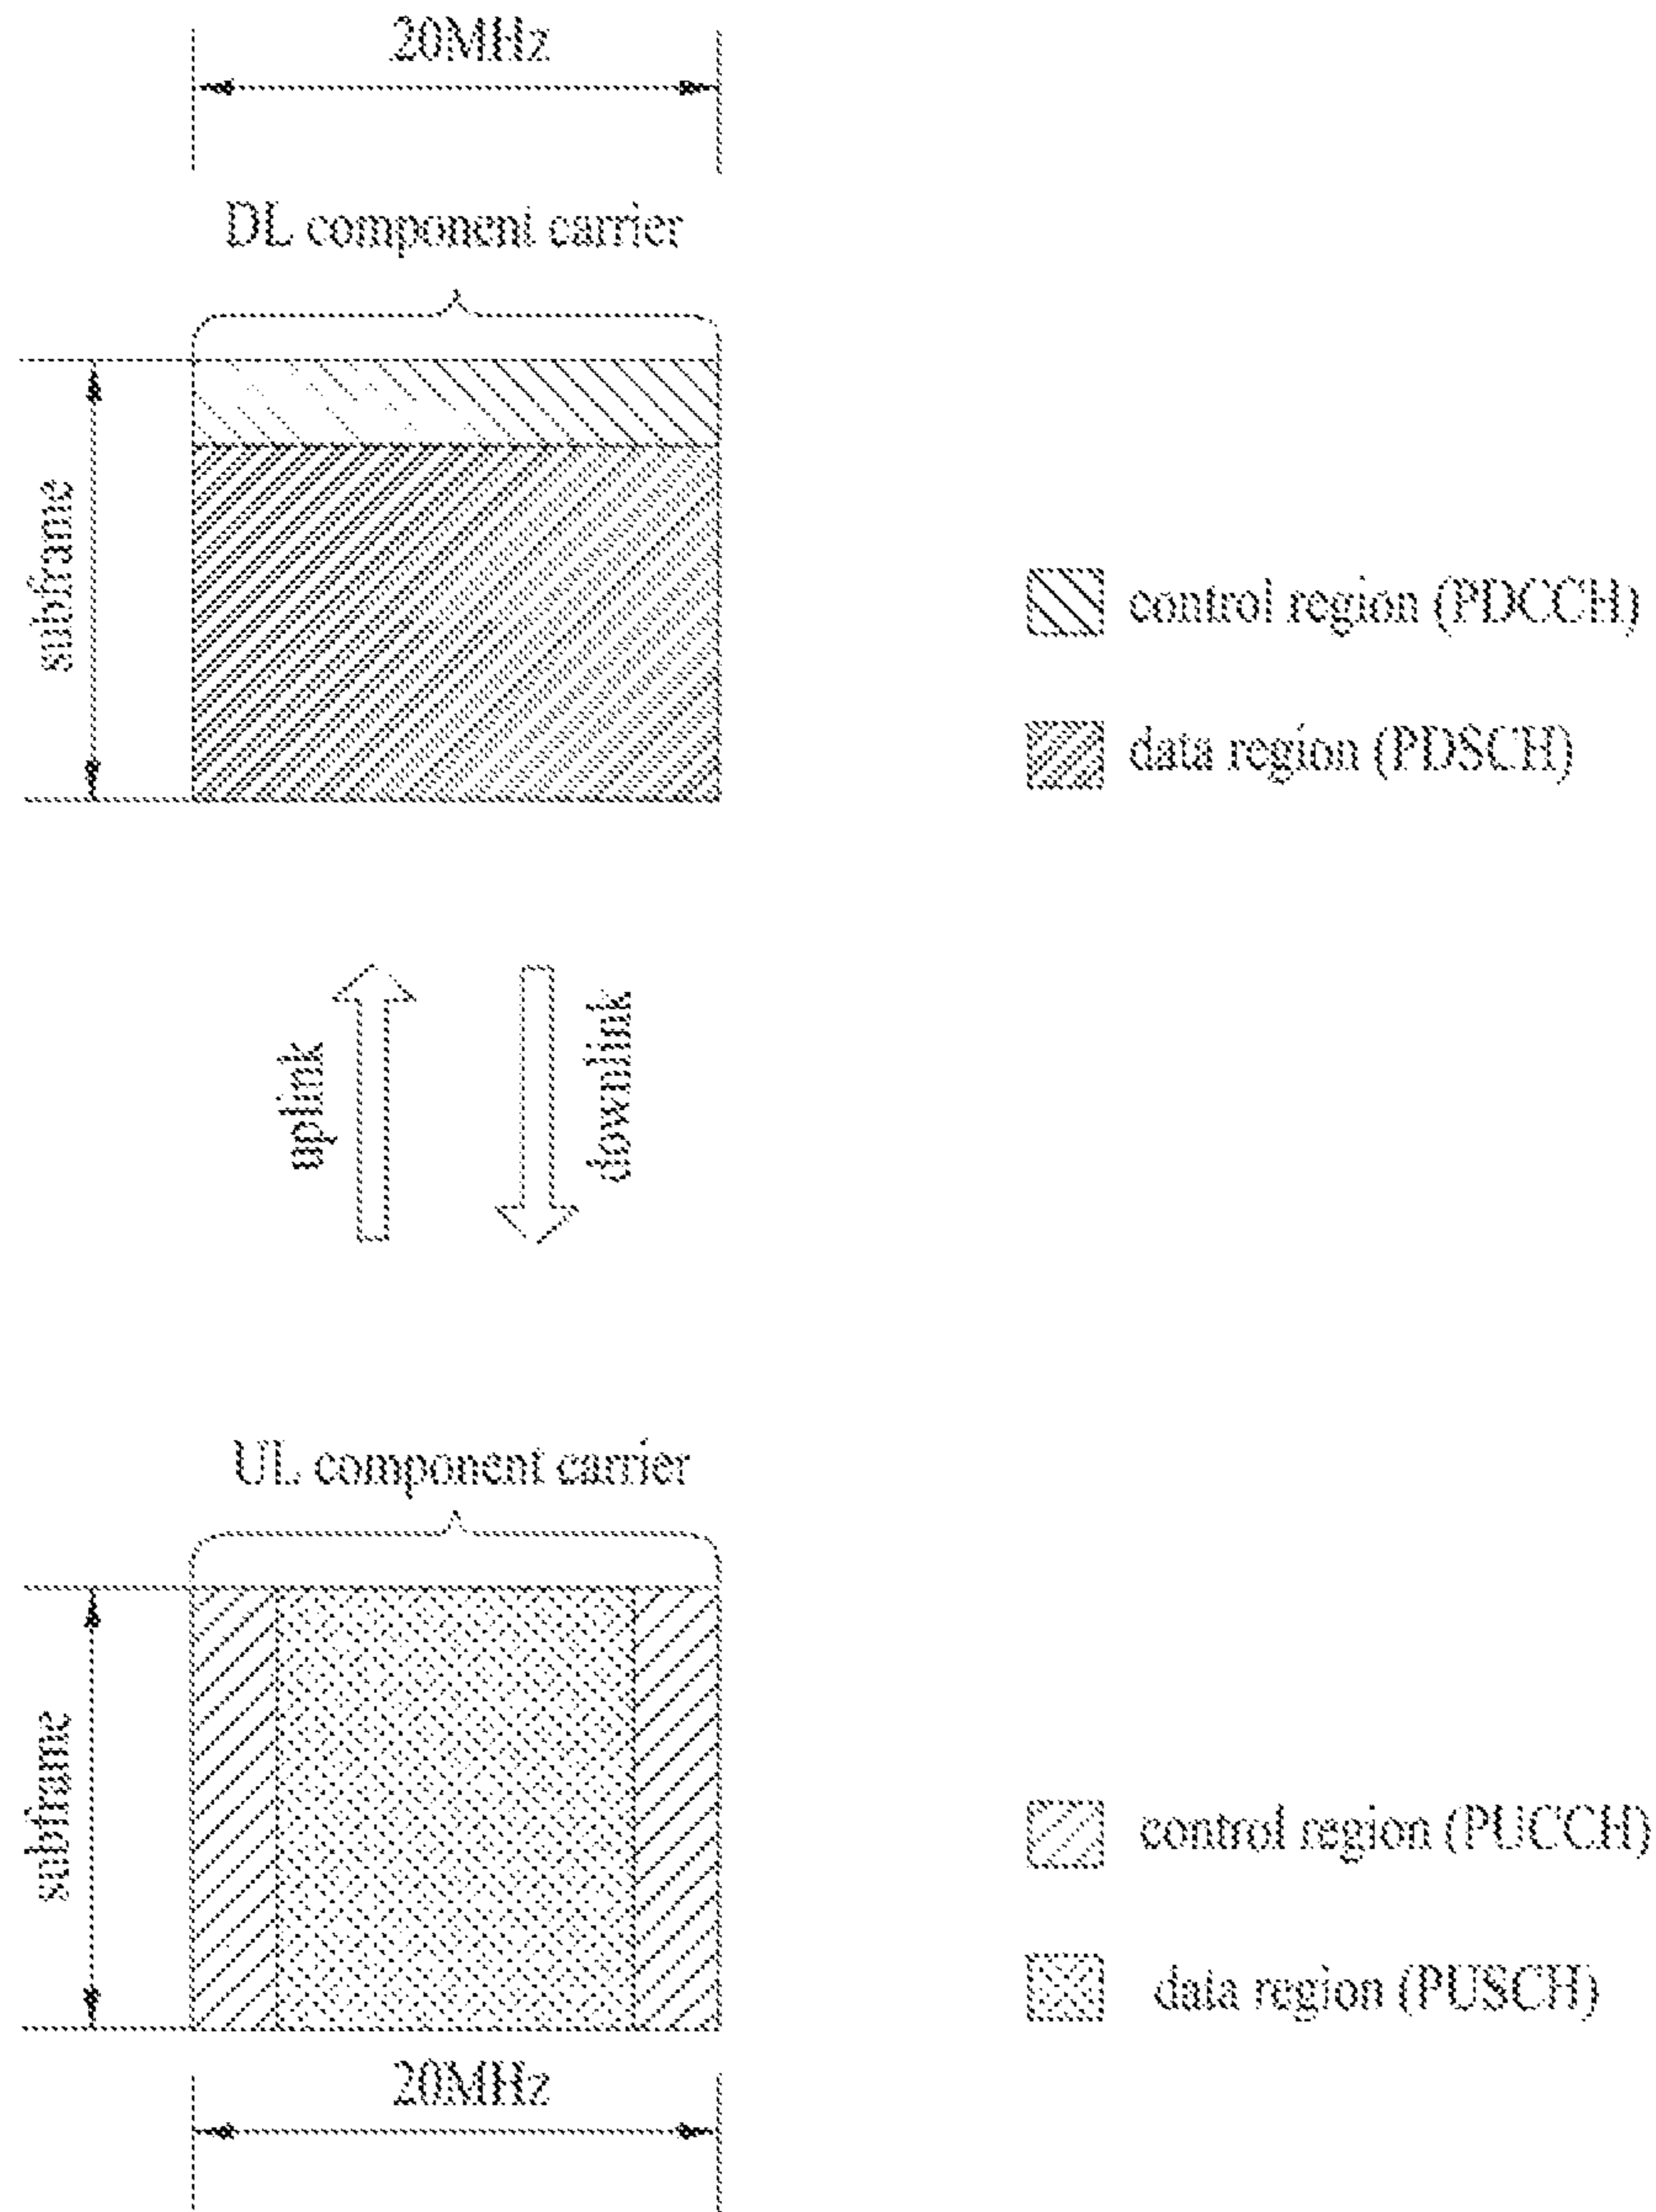 20MHz
DL component carrier
subframe
control region (PDCCH)
data region (PDSCH)
uplink
downlink
UL component carrier
subframe
control region (PUCCH)
data region (PUSCH)
20MHz